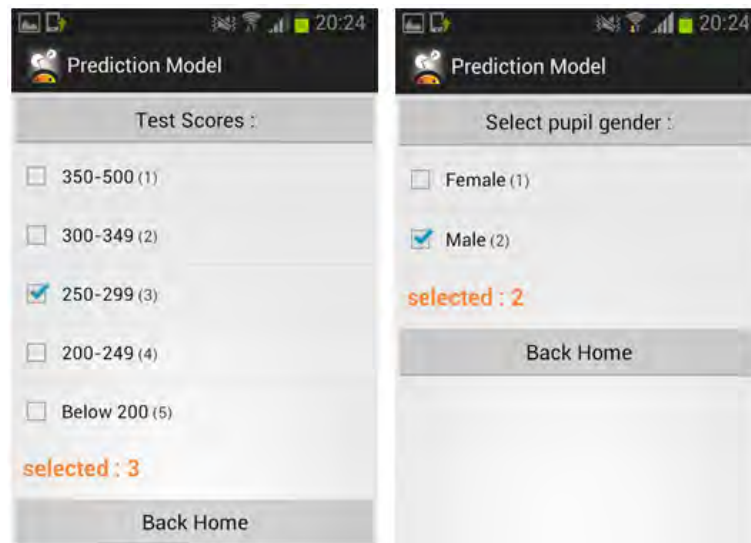 20:24
Prediction Model
Test Scores :
350-500 (1)
300-349 (2)
250-299 (3)
200-249 (4)
Below 200 (5)
selected : 3
Back Home
20:24
Prediction Model
Select pupil gender :
Female (1)
Male (2)
selected : 2
Back Home